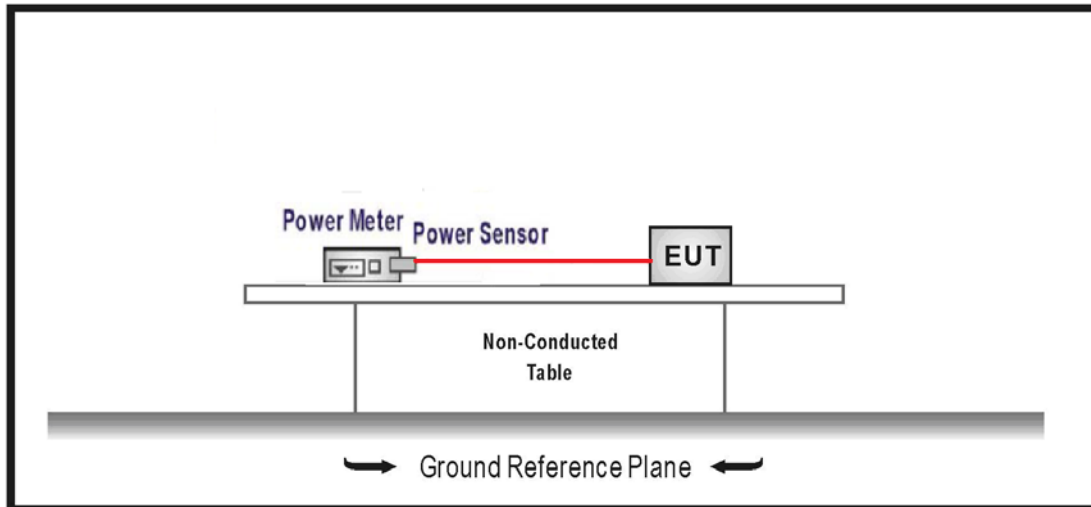 Power Meter
Power Sensor
EUT
Non-Conducted
Table
Ground Reference Plane